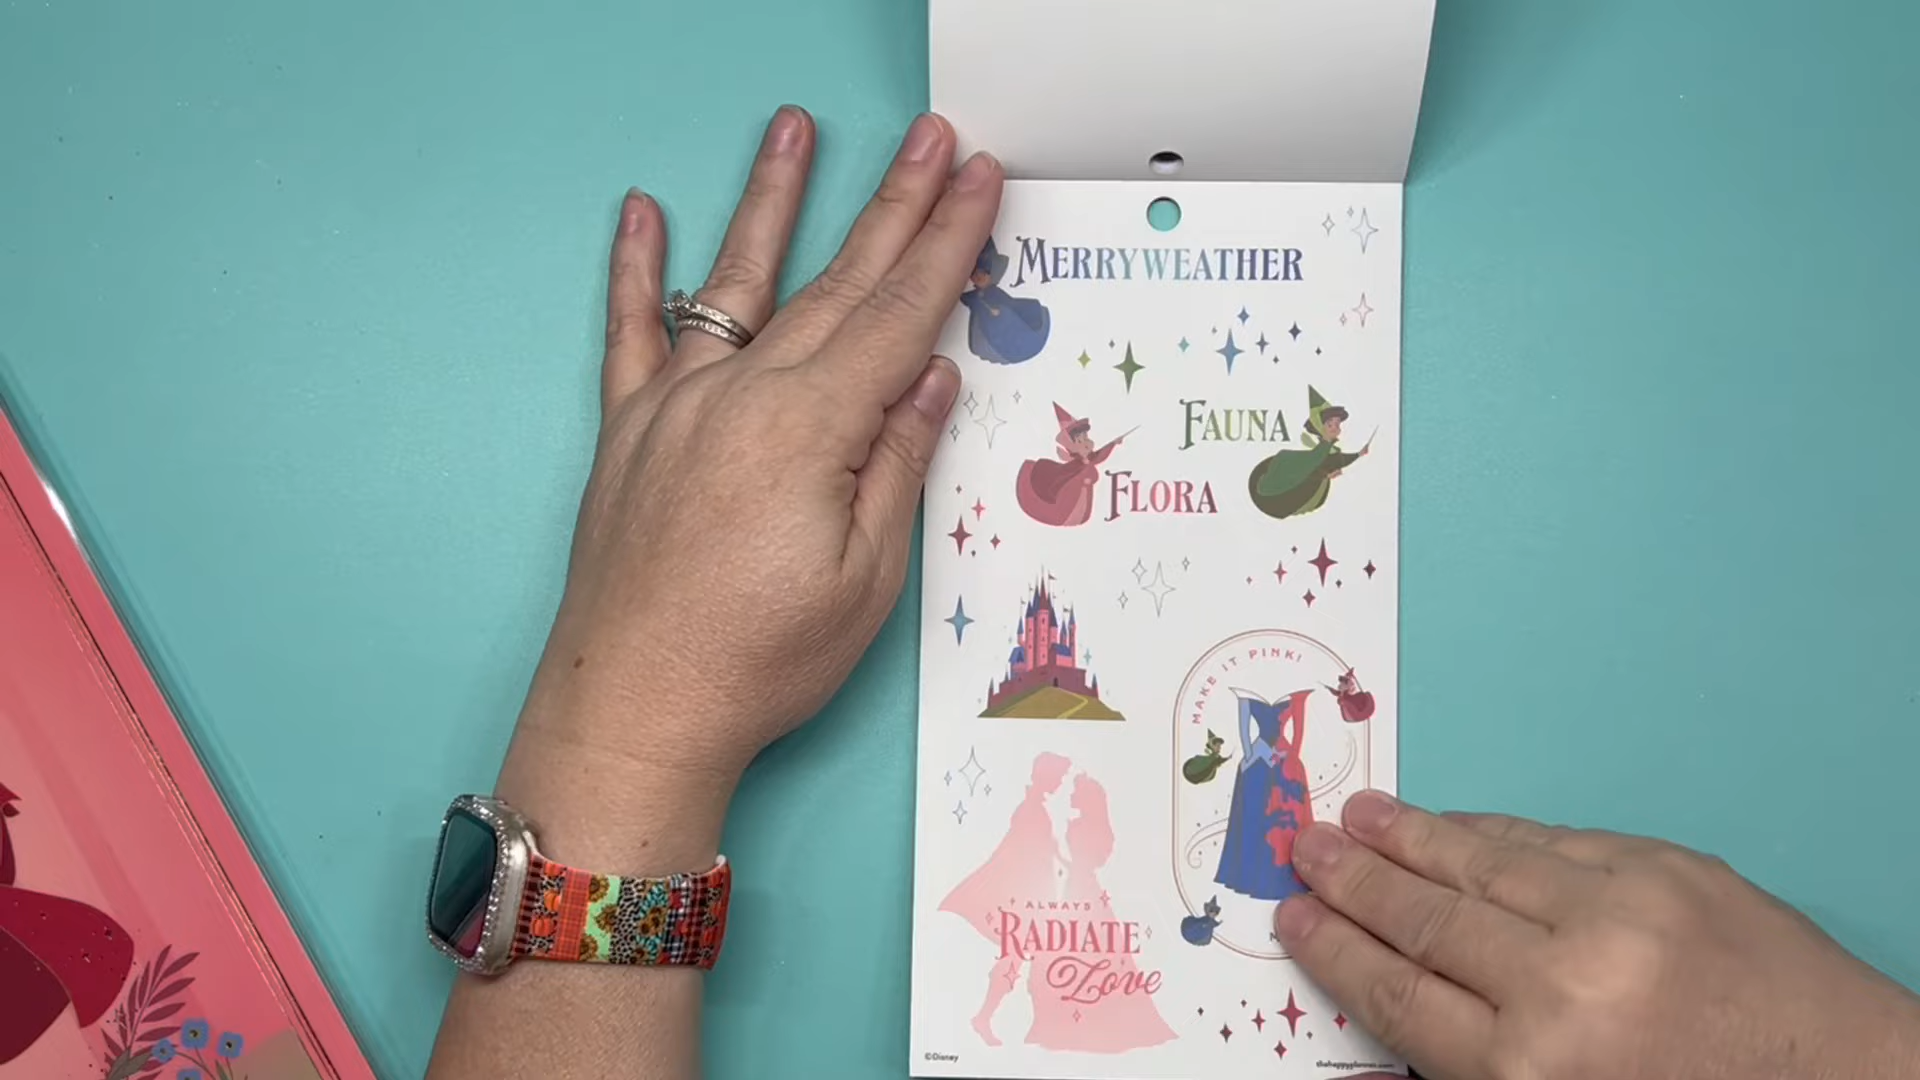 MERRYWEATHER
FAUNA
FLORA
MAKE IT PINK!
ALWAYS
RADIATE
Love
©Disney
thehappyplanner.com